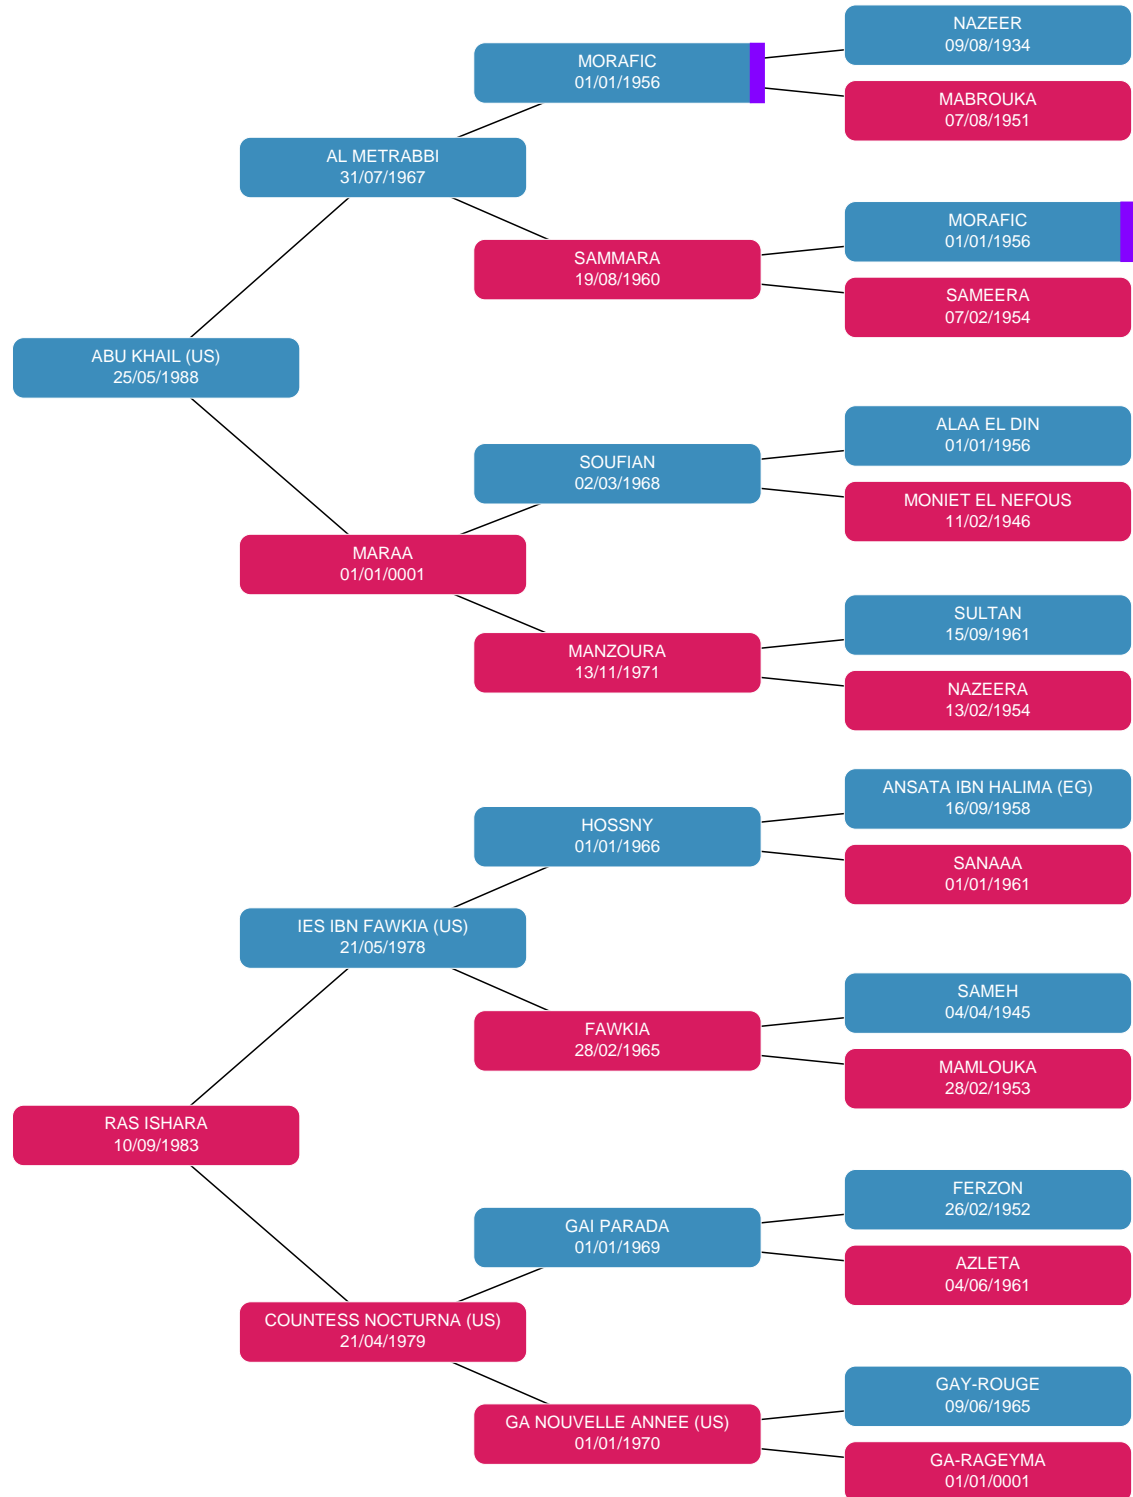 NAZEER
09/08/1934
MORAFIC
01/01/1956
MABROUKA
07/08/1951
AL METRABBI
31/07/1967
MORAFIC
01/01/1956
SAMMARA
19/08/1960
SAMEERA
07/02/1954
ABU KHAIL (US)
25/05/1988
ALAA EL DIN
01/01/1956
SOUFIAN
02/03/1968
MONIET EL NEFOUS
11/02/1946
MARAA
01/01/0001
SULTAN
15/09/1961
MANZOURA
13/11/1971
NAZEERA
13/02/1954
ANSATA IBN HALIMA (EG)
16/09/1958
HOSSNY
01/01/1966
SANAAA
01/01/1961
IES IBN FAWKIA (US)
21/05/1978
SAMEH
04/04/1945
FAWKIA
28/02/1965
MAMLOUKA
28/02/1953
RAS ISHARA
10/09/1983
FERZON
26/02/1952
GAI PARADA
01/01/1969
AZLETA
04/06/1961
COUNTESS NOCTURNA (US)
21/04/1979
GAY-ROUGE
09/06/1965
GA NOUVELLE ANNEE (US)
01/01/1970
GA-RAGEYMA
01/01/0001